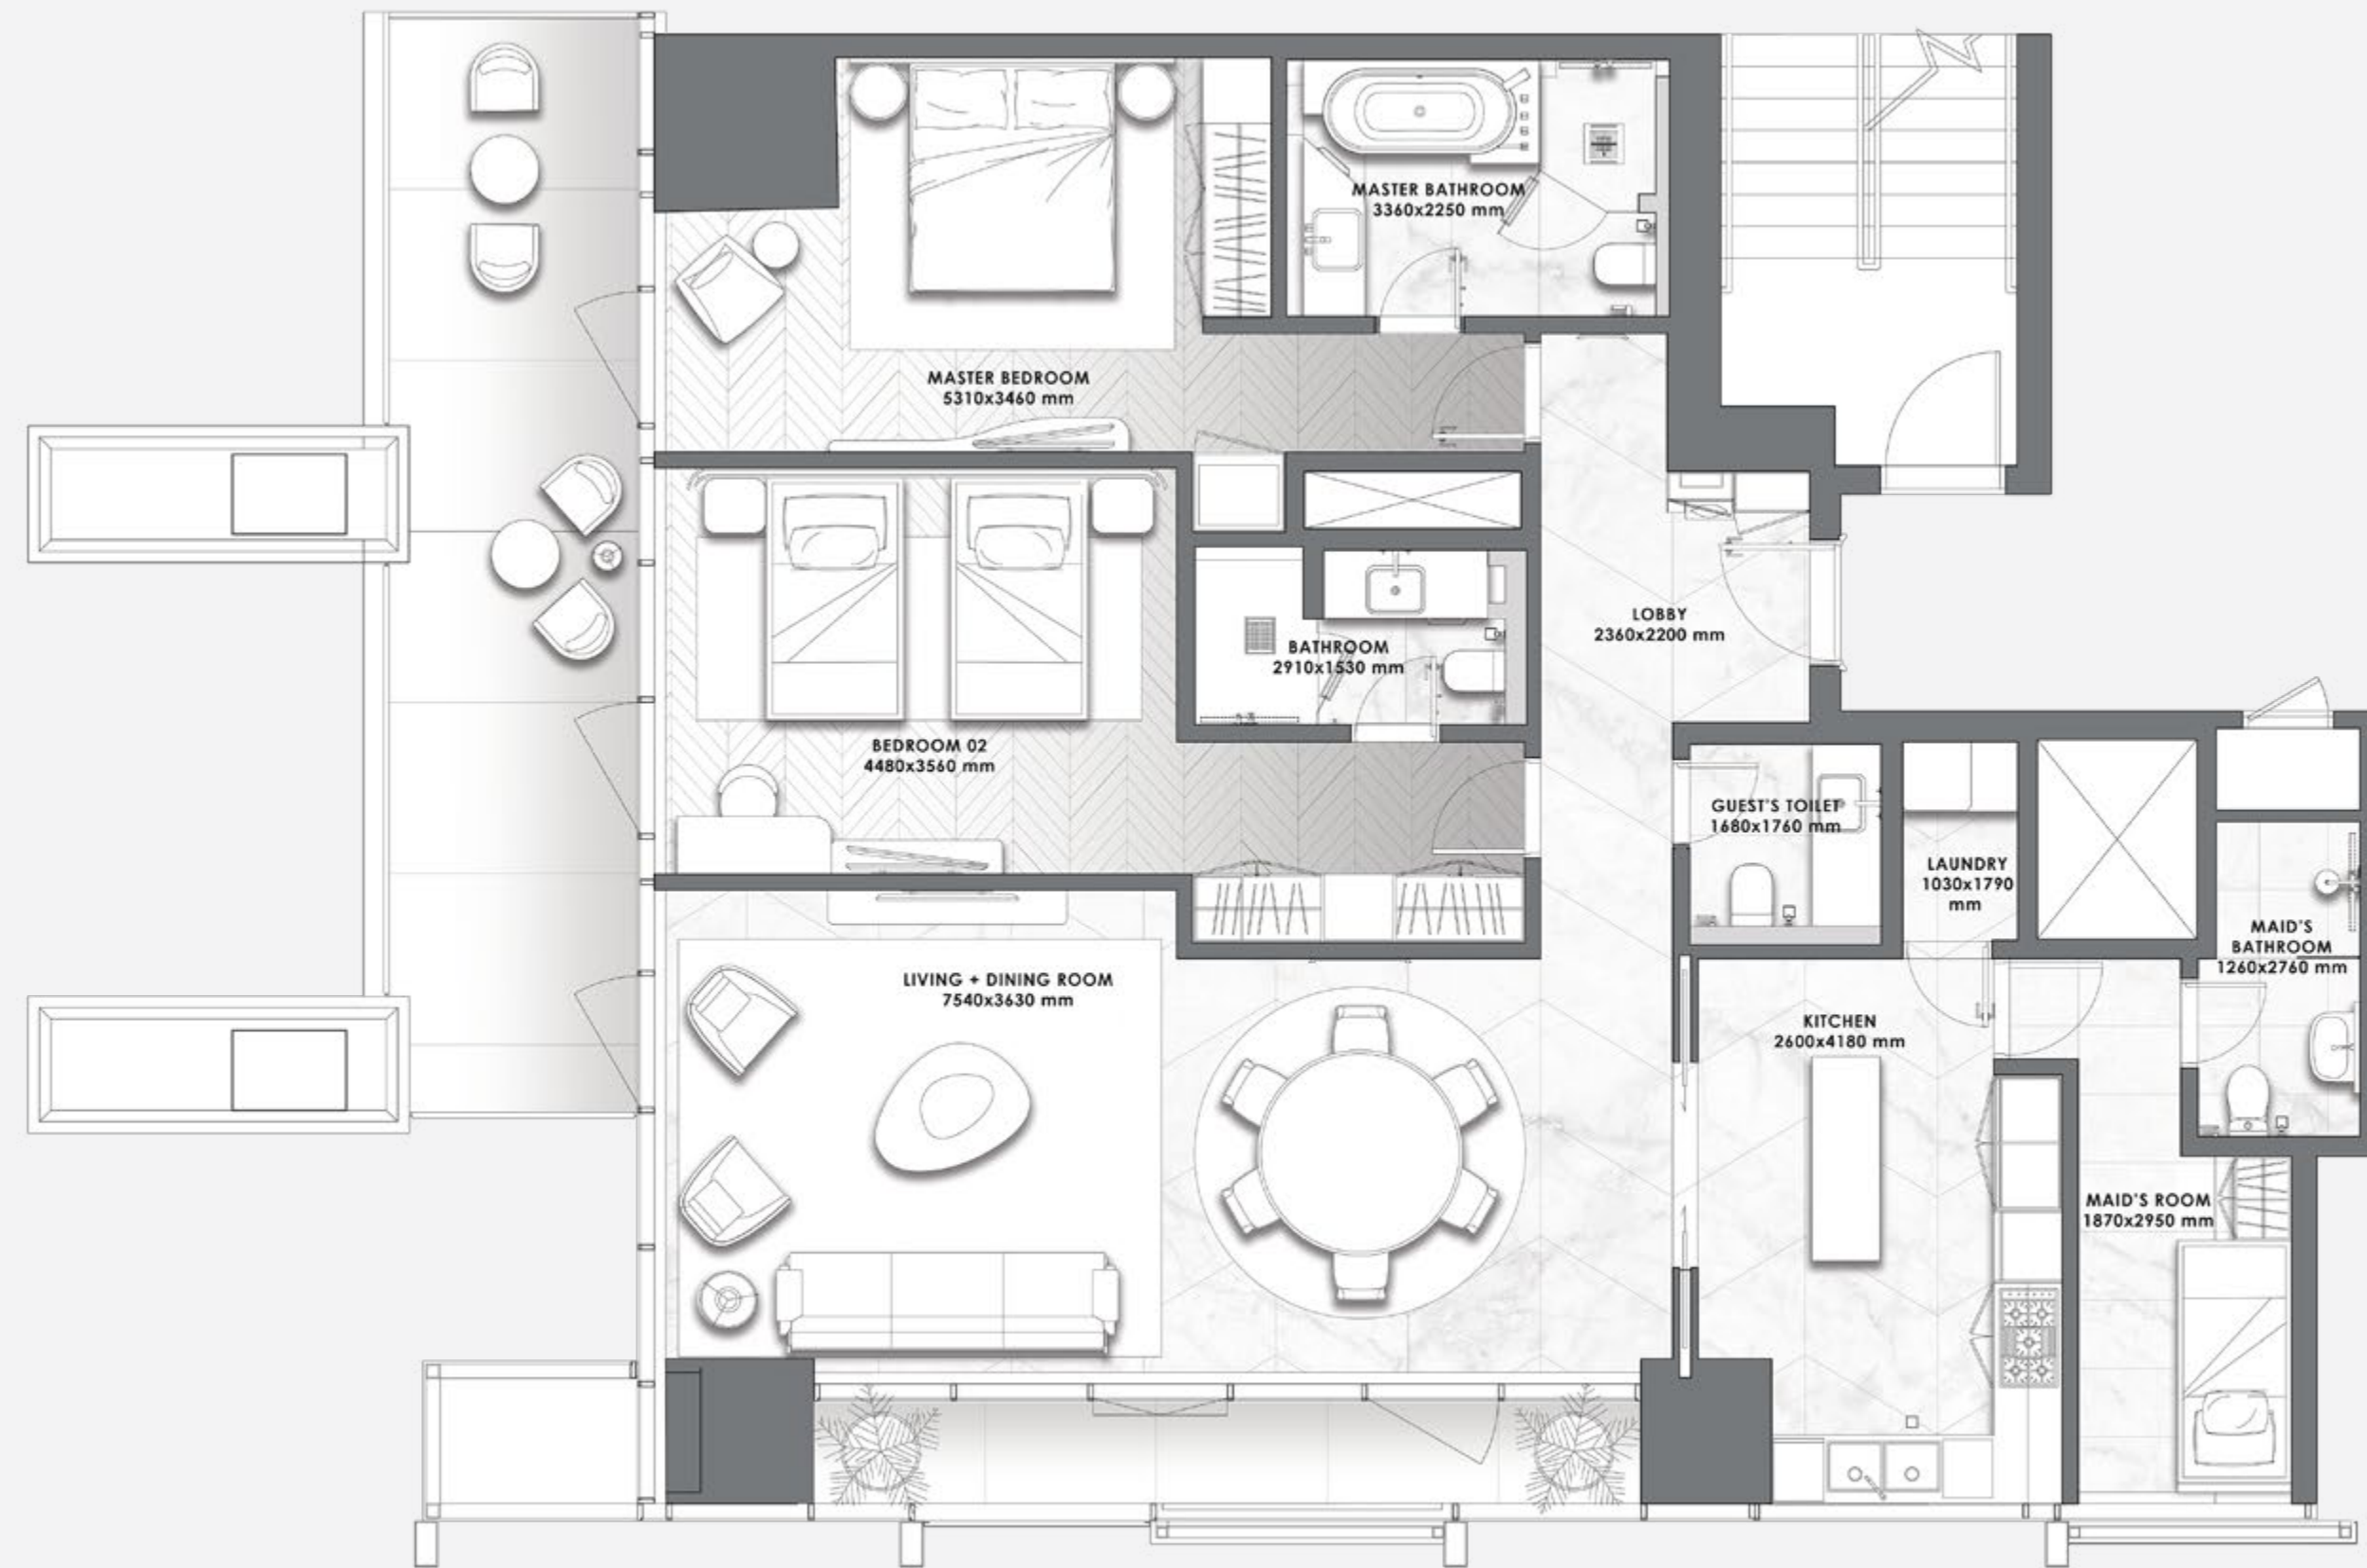 MASTER BATHROOM
3360x2250 mm
MASTER BEDROOM
5310x3460 mm
LOBBY
2360x2200 mm
BATHROOM
2910x1530 mm
BEDROOM 02
4480x3560 mm
GUEST'S TOILET
1680x1760 mm
LAUNDRY
1030x1790
mm
MAID'S
BATHROOM
1260x2760 mm
LIVING + DINING ROOM
7540x3630 mm
KITCHEN
2600x4180 mm
MAID'S ROOM
1870x2950 mm